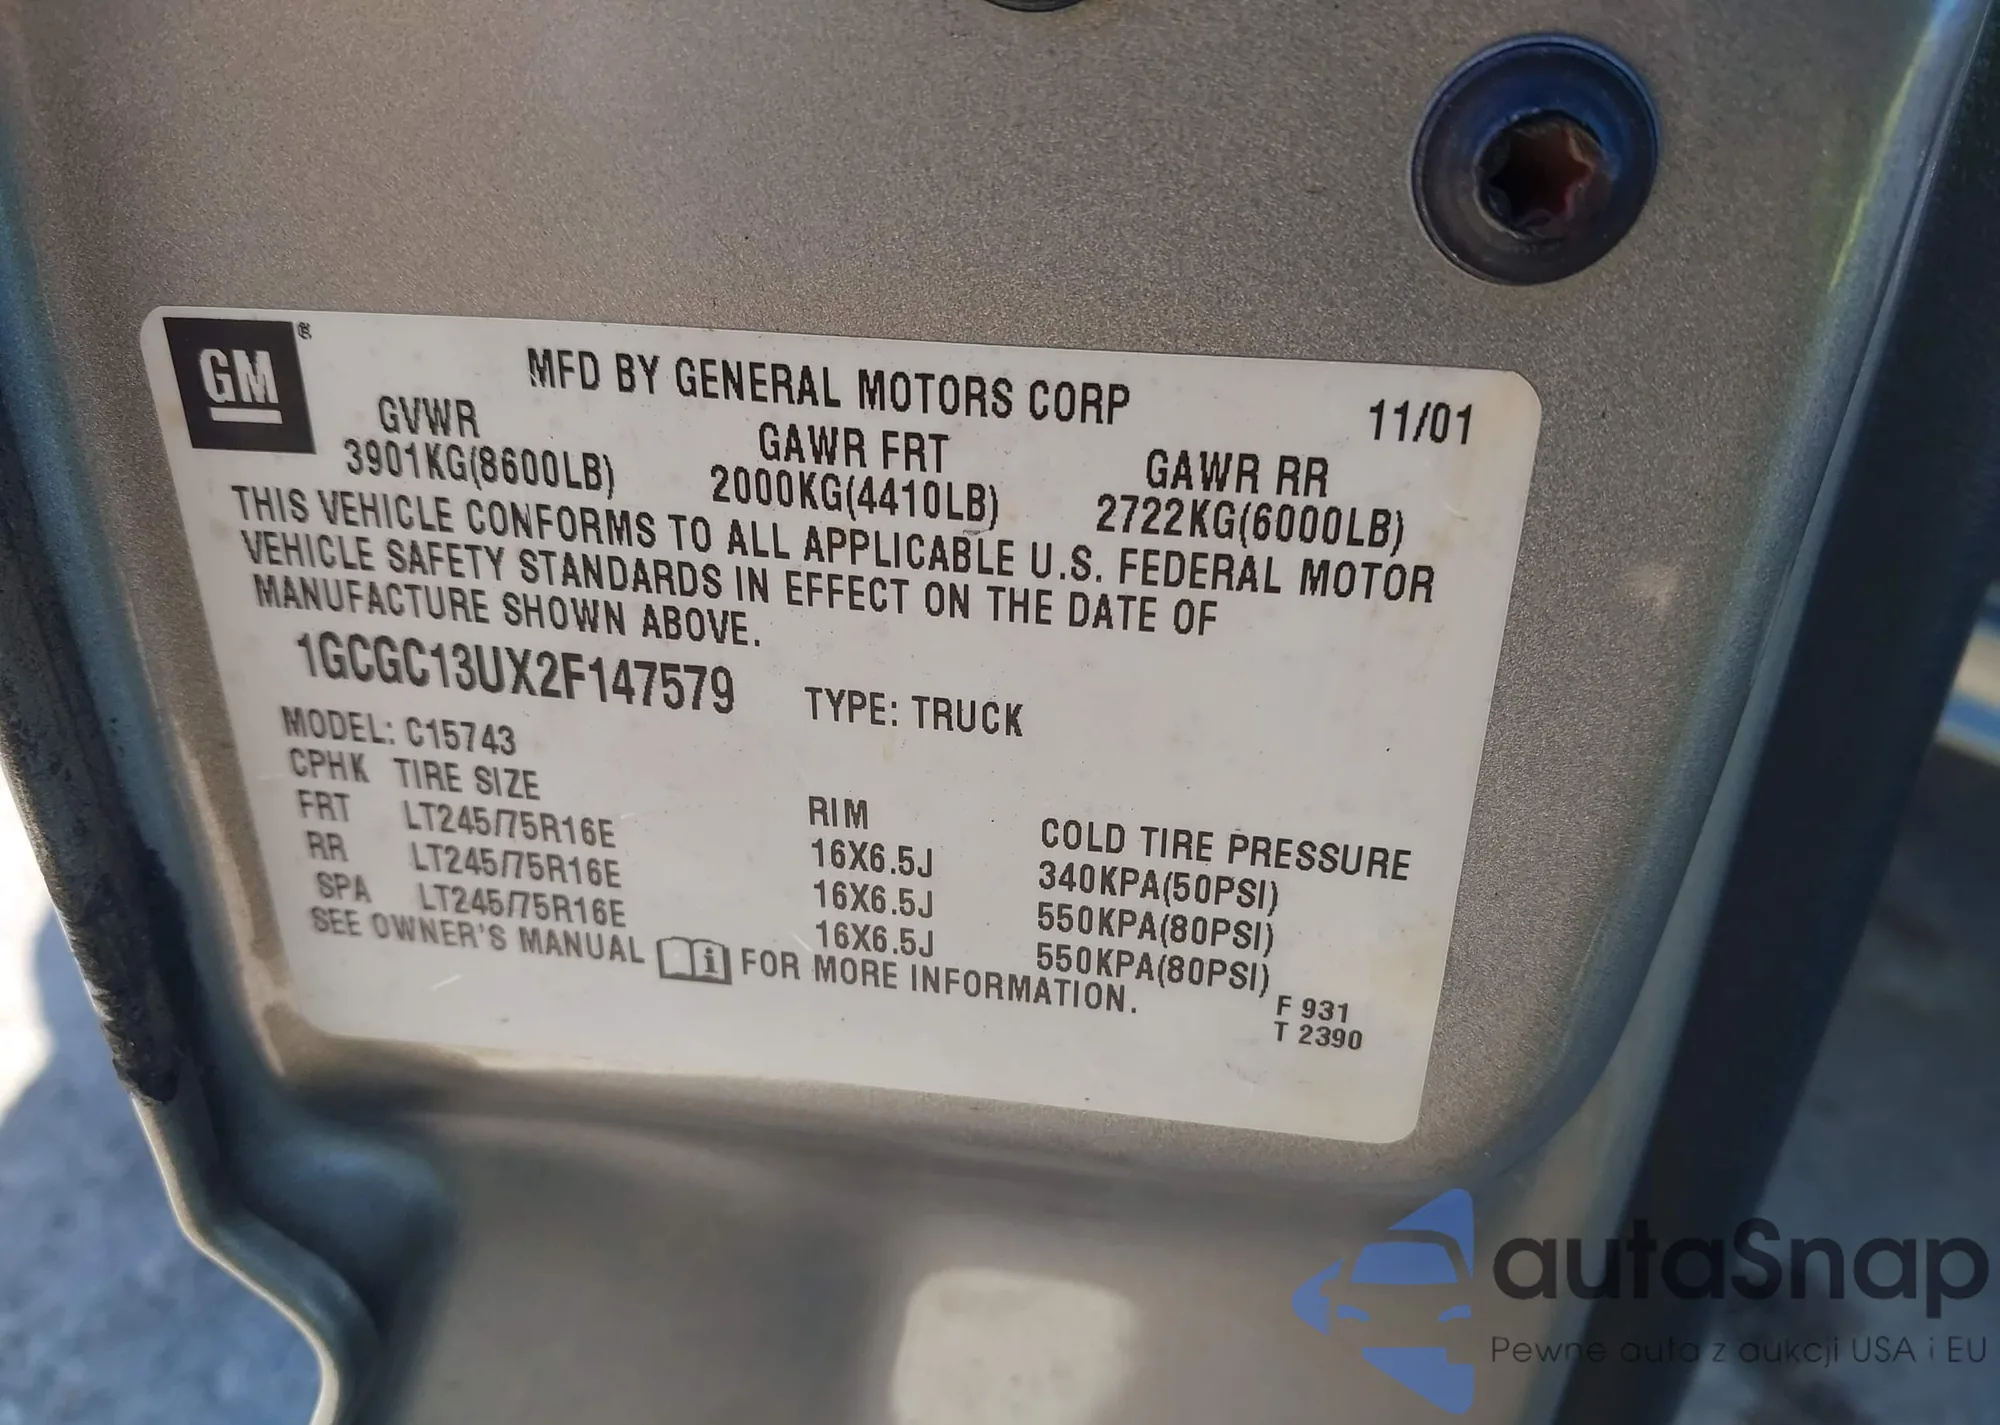 GM ®
MFD BY GENERAL MOTORS CORP 11/01
GVWR GAWR FRT GAWR RR
3901KG(8600LB) 2000KG(4410LB) 2722KG(6000LB)
THIS VEHICLE CONFORMS TO ALL APPLICABLE U.S. FEDERAL MOTOR
VEHICLE SAFETY STANDARDS IN EFFECT ON THE DATE OF
MANUFACTURE SHOWN ABOVE.
1GCGC13UX2F147579 TYPE: TRUCK
MODEL: C15743
CPHK TIRE SIZE RIM COLD TIRE PRESSURE
FRT LT245/75R16E 16X6.5J 340KPA(50PSI)
RR LT245/75R16E 16X6.5J 550KPA(80PSI)
SPA LT245/75R16E 16X6.5J 550KPA(80PSI)
SEE OWNER'S MANUAL i FOR MORE INFORMATION.
F 931
T 2390
autaSnap
Pewne auta z aukcji USA i EU